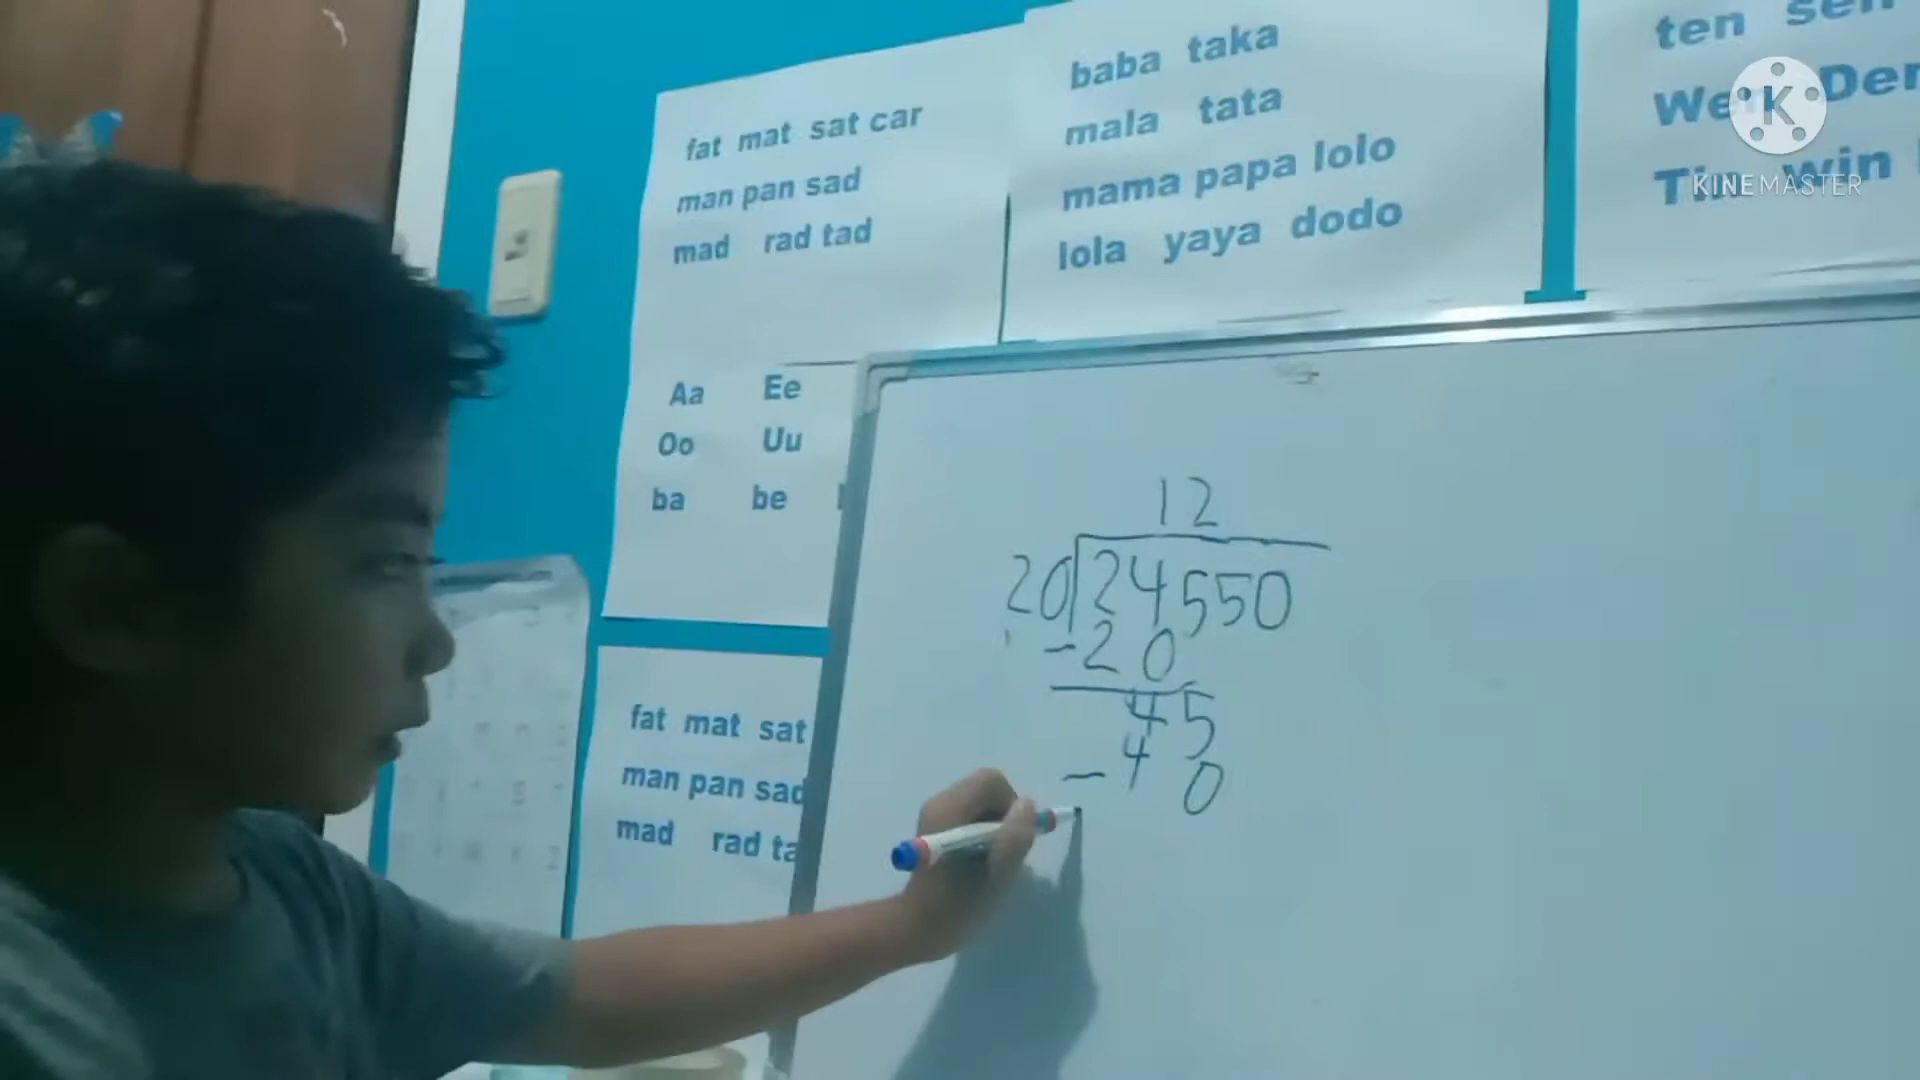 fat mat sat car
man pan sad
mad rad tad
Aa Ee
Oo Uu
ba be
baba taka
mala tata
mama papa lolo
lola yaya dodo
ten
win
K
KINEMASTER
fat mat sat
man pan sad
mad rad
12
20 24550
-20
45
-40